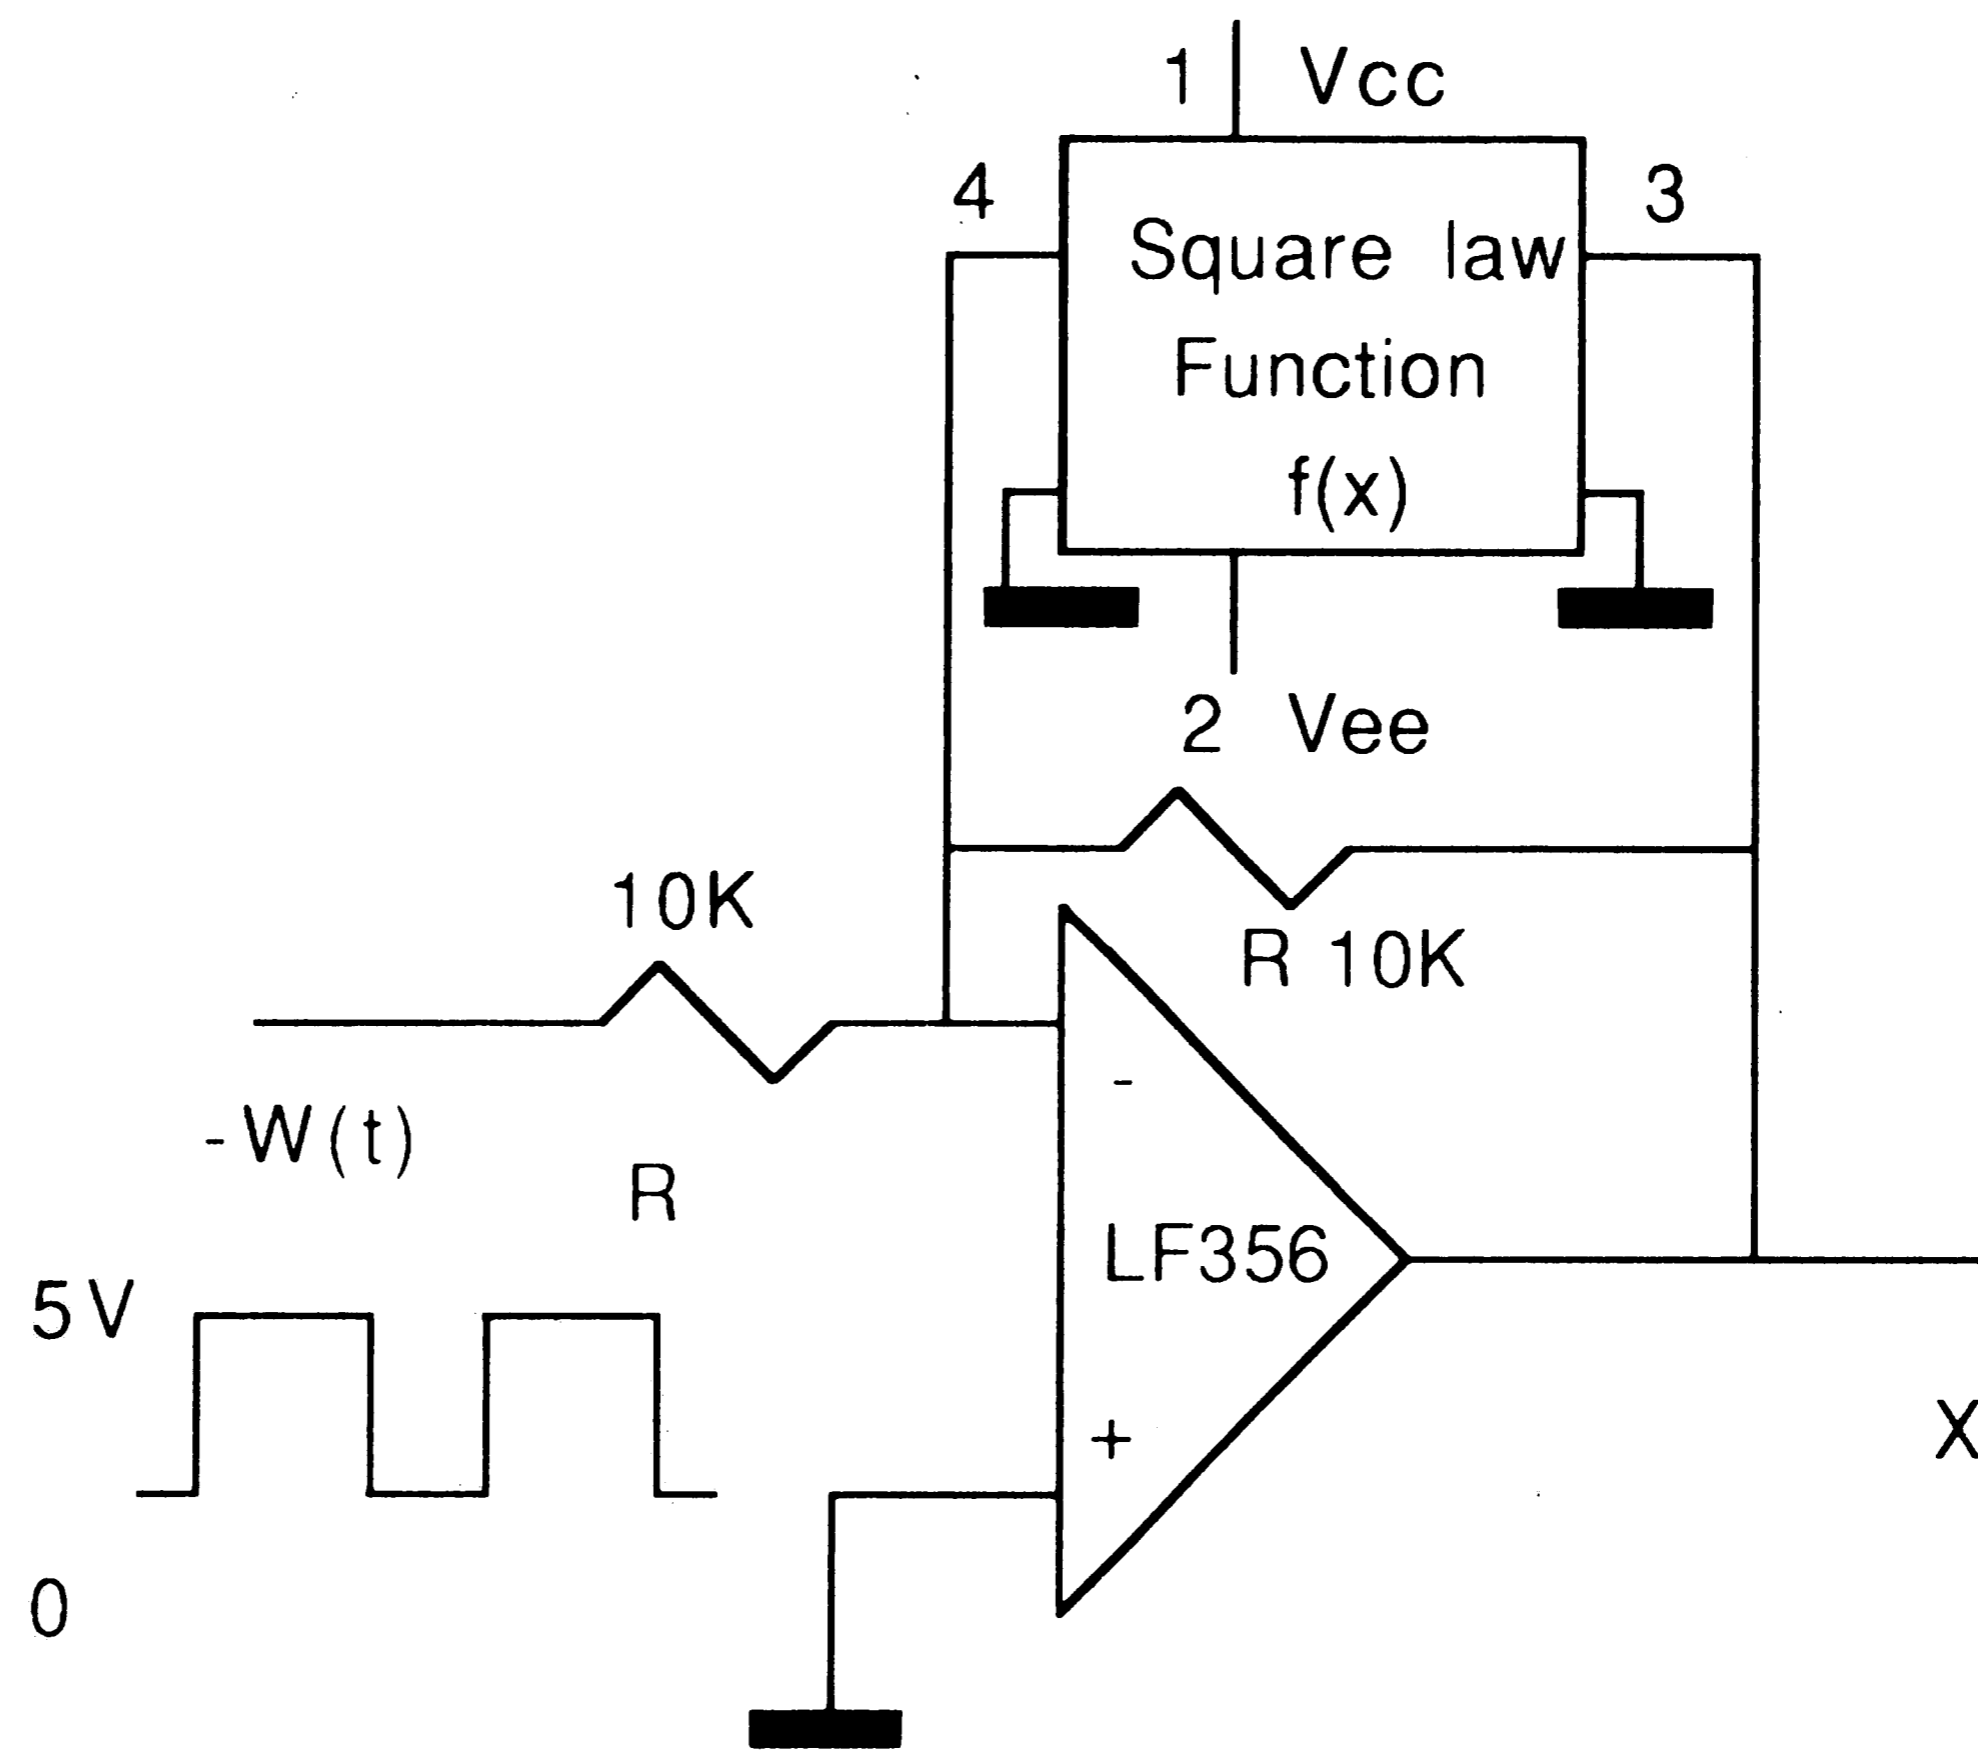 1 Vcc
4
3
Square law
Function
f(x)
2 Vee
10K
R 10K
-W(t)
R
-
LF356
+
5V
0
X